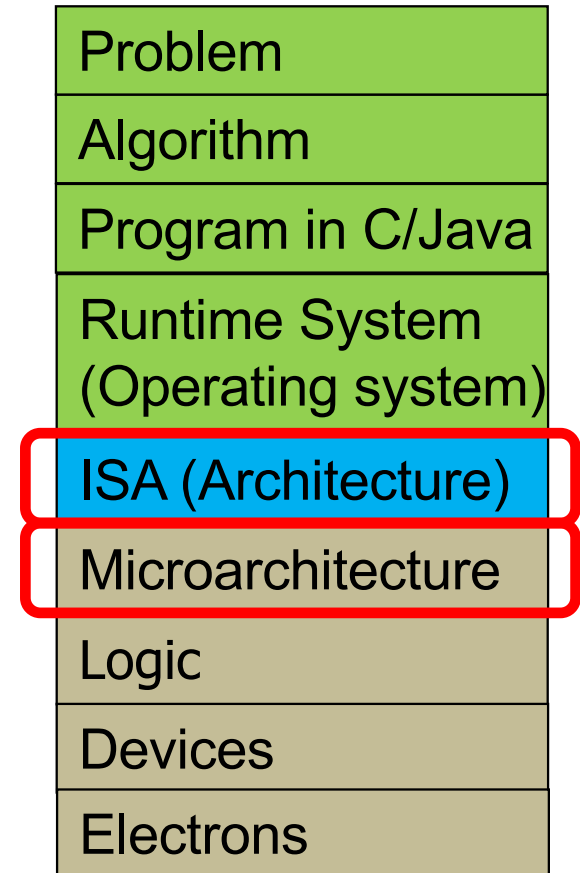 Problem
Algorithm
Program in C/Java
Runtime System
(Operating system)
ISA (Architecture)
Microarchitecture
Logic
Devices
Electrons